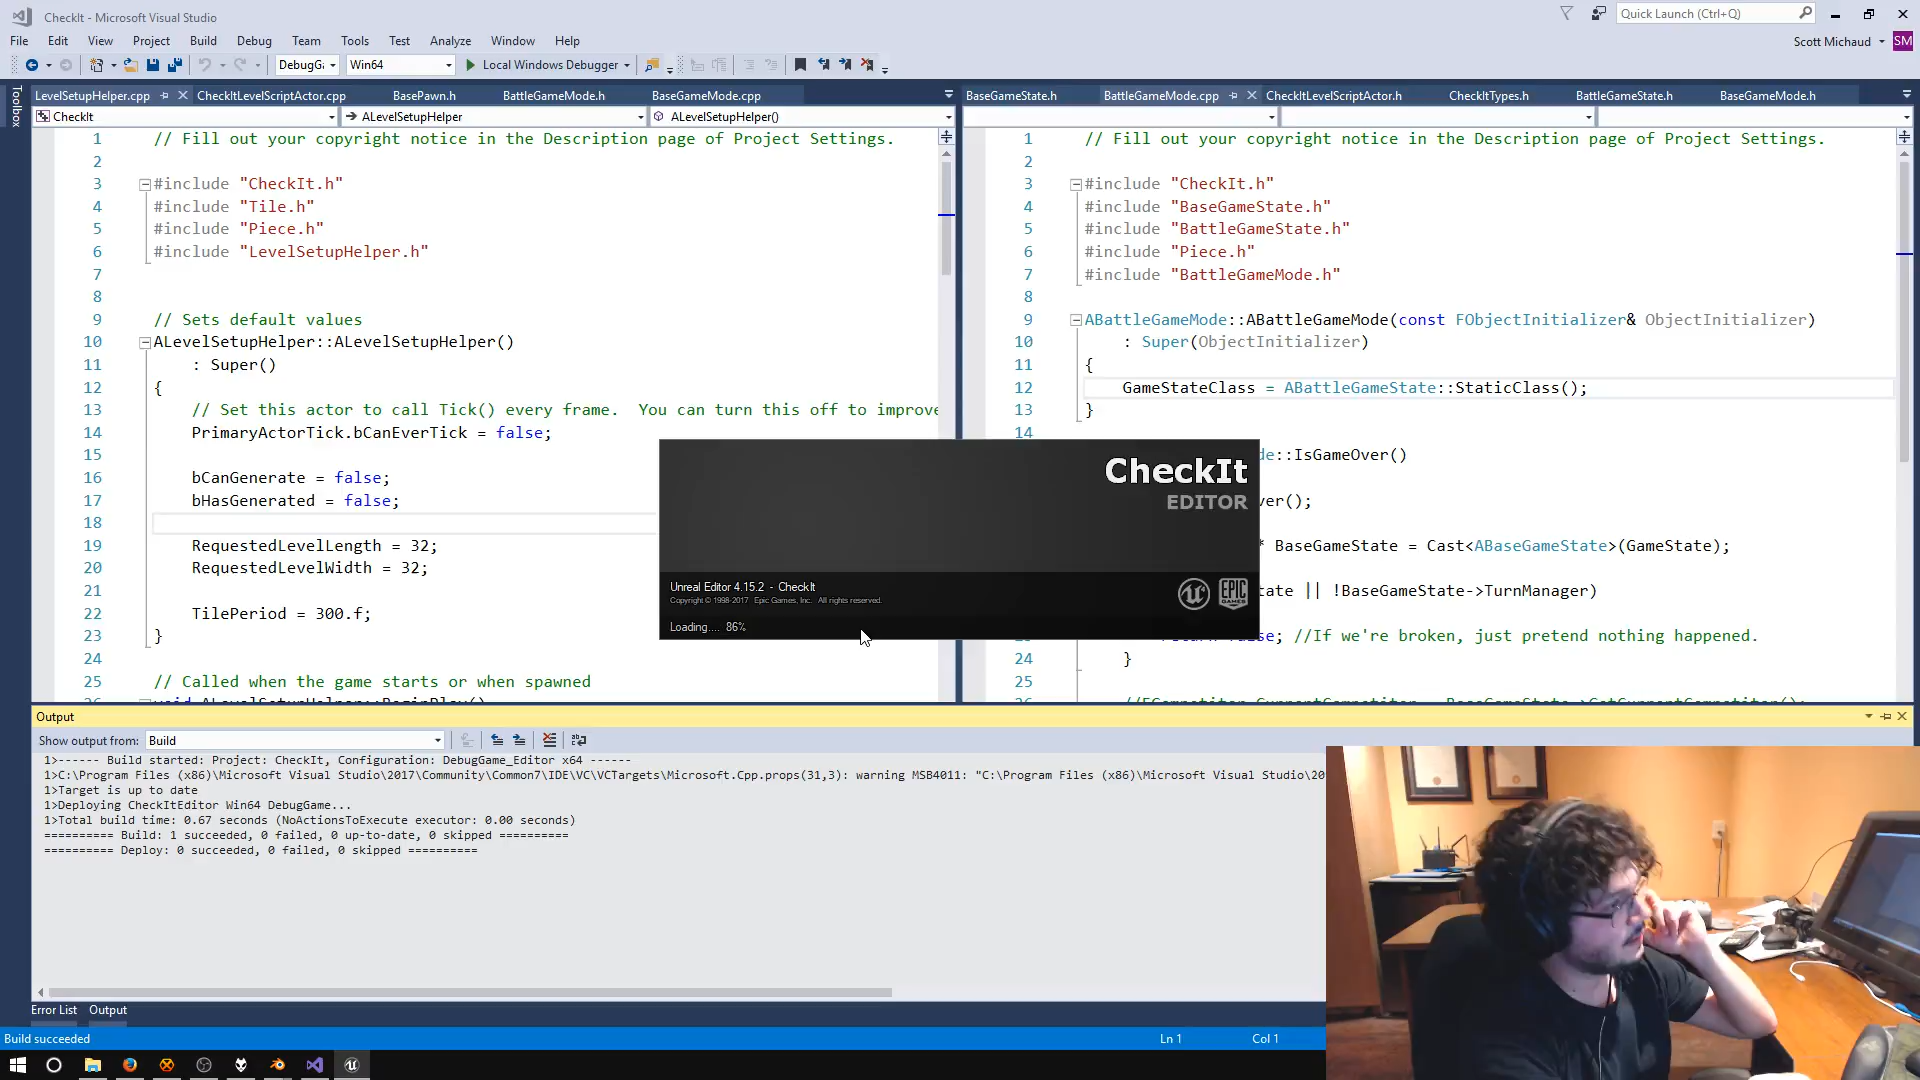 CheckIt - Microsoft Visual Studio
Quick Launch (Ctrl+Q)
File Edit View Project Build Debug Team Tools Test Analyze Window Help
Scott Michaud SM
DebugGa Win64 Local Windows Debugger
Toolbox
LevelSetupHelper.cpp CheckItLevelScriptActor.cpp BasePawn.h BattleGameMode.h BaseGameMode.cpp
BaseGameState.h BattleGameMode.cpp CheckItLevelScriptActor.h CheckItTypes.h BattleGameState.h BaseGameMode.h
CheckIt ALevelSetupHelper ALevelSetupHelper()
1 // Fill out your copyright notice in the Description page of Project Settings.
2
3 #include "CheckIt.h"
4 #include "Tile.h"
5 #include "Piece.h"
6 #include "LevelSetupHelper.h"
7
8
9 // Sets default values
10 ALevelSetupHelper::ALevelSetupHelper()
11 : Super()
12 {
13 // Set this actor to call Tick() every frame.  You can turn this off to improve
14 PrimaryActorTick.bCanEverTick = false;
15
16 bCanGenerate = false;
17 bHasGenerated = false;
18
19 RequestedLevelLength = 32;
20 RequestedLevelWidth = 32;
21
22 TilePeriod = 300.f;
23 }
24
25 // Called when the game starts or when spawned
1 // Fill out your copyright notice in the Description page of Project Settings.
2
3 #include "CheckIt.h"
4 #include "BaseGameState.h"
5 #include "BattleGameState.h"
6 #include "Piece.h"
7 #include "BattleGameMode.h"
8
9 ABattleGameMode::ABattleGameMode(const FObjectInitializer& ObjectInitializer)
10 : Super(ObjectInitializer)
11 {
12 GameStateClass = ABattleGameState::StaticClass();
13 }
14
de::IsGameOver()
ver();
* BaseGameState = Cast<ABaseGameState>(GameState);
tate || !BaseGameState->TurnManager)
false; //If we're broken, just pretend nothing happened.
24 }
25
CheckIt
EDITOR
Unreal Editor 4.15.2 - CheckIt
Copyright © 1998-2017 Epic Games, Inc. All rights reserved.
EPIC GAMES
Loading.... 86%
Output
Show output from: Build
1>------ Build started: Project: CheckIt, Configuration: DebugGame_Editor x64 ------
1>C:\Program Files (x86)\Microsoft Visual Studio\2017\Community\Common7\IDE\VC\VCTargets\Microsoft.Cpp.props(31,3): warning MSB4011: "C:\Program Files (x86)\Microsoft Visual Studio\20
1>Target is up to date
1>Deploying CheckItEditor Win64 DebugGame...
1>Total build time: 0.67 seconds (NoActionsToExecute executor: 0.00 seconds)
========== Build: 1 succeeded, 0 failed, 0 up-to-date, 0 skipped ==========
========== Deploy: 0 succeeded, 0 failed, 0 skipped ==========
Error List Output
Build succeeded Ln 1 Col 1